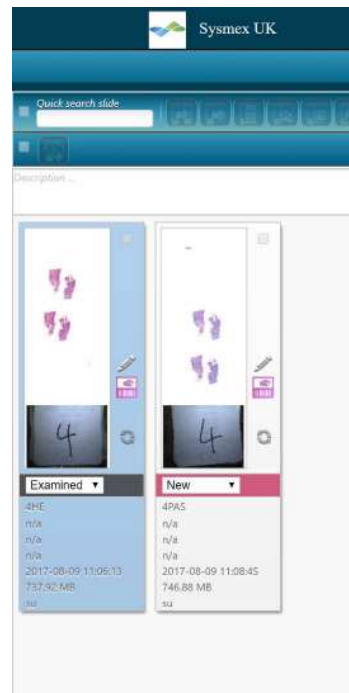 Sysmex UK
Quick search slide
Description ...
4
4
Examined
New
4HE
n/a
n/a
n/a
2017-08-09 11:05:13
737.92 MB
su
4PAS
n/a
n/a
n/a
2017-08-09 11:08:45
746.88 MB
su